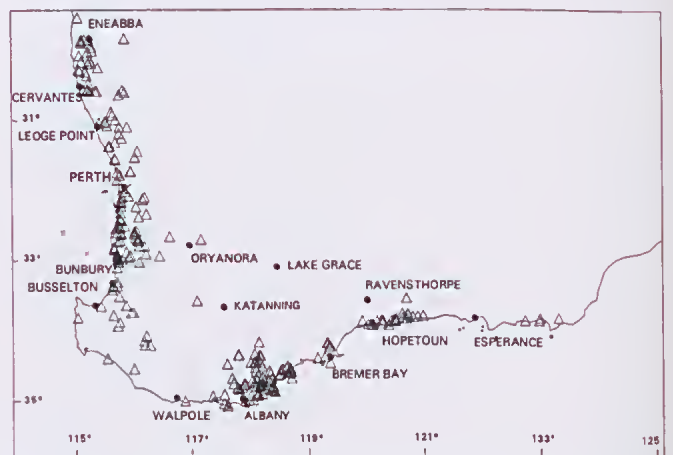 ENEABBA
CERVANTES
31°
LEOGE POINT
PERTH
33°
ORYANORA
LAKE GRACE
BUNBURY
BUSSELTON
RAVENSTHORPE
KATANNING
HOPETOUN
ESPERANCE
BREMER BAY
35°
WALPOLE
ALBANY
115°
117°
119°
121°
133°
125